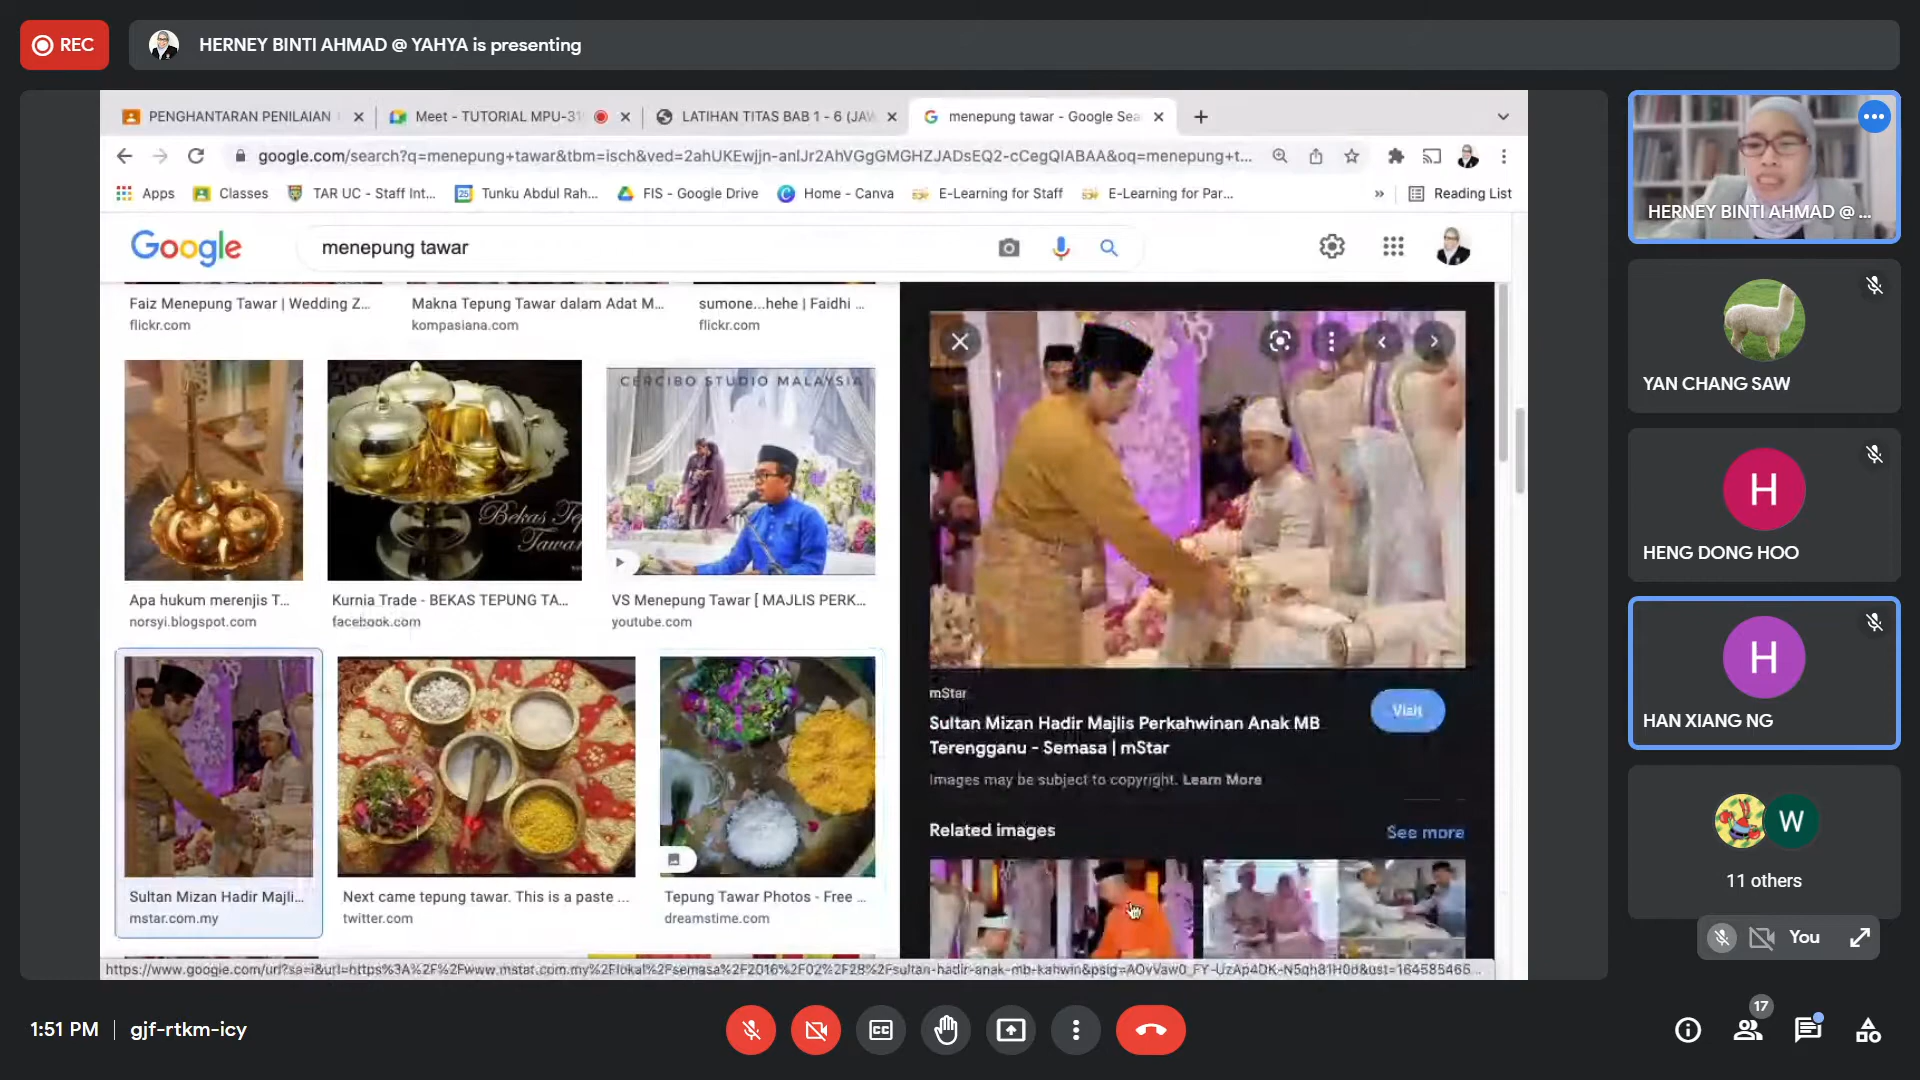 REC
HERNEY BINTI AHMAD @ YAHYA is presenting
PENGHANTARAN PENILAIAN
Meet - TUTORIAL MPU-31
LATIHAN TITAS BAB 1 - 6 (JAW
menepung tawar - Google Sea
google.com/search?q=menepung+tawar&tbm=isch&ved=2ahUKEwjjn-anlJr2AhVGgGMGHZJADsEQ2-cCegQIABAA&oq=menepung+t...
Apps
Classes
TAR UC - Staff Int...
Tunku Abdul Rah...
FIS - Google Drive
Home - Canva
E-Learning for Staff
E-Learning for Par...
»
Reading List
Google
menepung tawar
Faiz Menepung Tawar | Wedding Z...
flickr.com
Makna Tepung Tawar dalam Adat M...
kompasiana.com
sumone...hehe | Faidhi ...
flickr.com
Bekas Te
Tawar
CERCIBO STUDIO MALAYSIA
Apa hukum merenjis T...
norsyi.blogspot.com
Kurnia Trade - BEKAS TEPUNG TA...
facebook.com
VS Menepung Tawar [ MAJLIS PERK...
youtube.com
Sultan Mizan Hadir Majli...
mstar.com.my
Next came tepung tawar. This is a paste ...
twitter.com
Tepung Tawar Photos - Free ...
dreamstime.com
mStar
Sultan Mizan Hadir Majlis Perkahwinan Anak MB
Terengganu - Semasa | mStar
Visit
Images may be subject to copyright. Learn More
Related images
See more
HERNEY BINTI AHMAD @ ...
YAN CHANG SAW
H
HENG DONG HOO
H
HAN XIANG NG
W
11 others
You
1:51 PM | gjf-rtkm-icy
CC
17